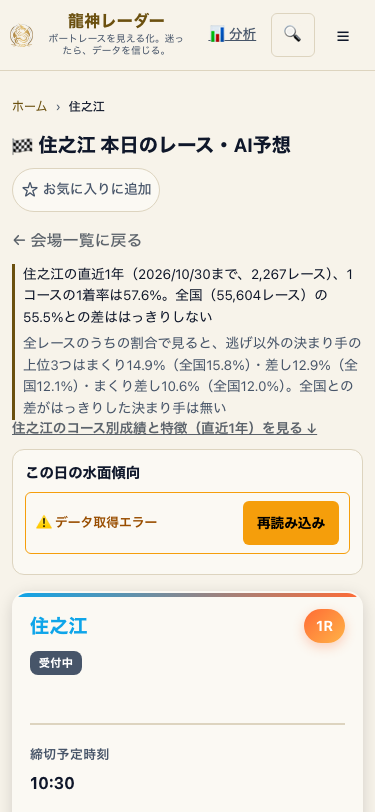 龍神レーダー
ボートレースを見える化。迷っ
たら、データを信じる。
分析
ホーム › 住之江
住之江 本日のレース・AI予想
お気に入りに追加
← 会場一覧に戻る
住之江の直近1年（2026/10/30まで、2,267レース）、1
コースの1着率は57.6%。全国（55,604レース）の
55.5%との差ははっきりしない
全レースのうちの割合で見ると、逃げ以外の決まり手の
上位3つはまくり14.9%（全国15.8%）・差し12.9%（全
国12.1%）・まくり差し10.6%（全国12.0%）。全国との
差がはっきりした決まり手は無い
住之江のコース別成績と特徴（直近1年）を見る ↓
この日の水面傾向
データ取得エラー
再読み込み
住之江
1R
受付中
締切予定時刻
10:30